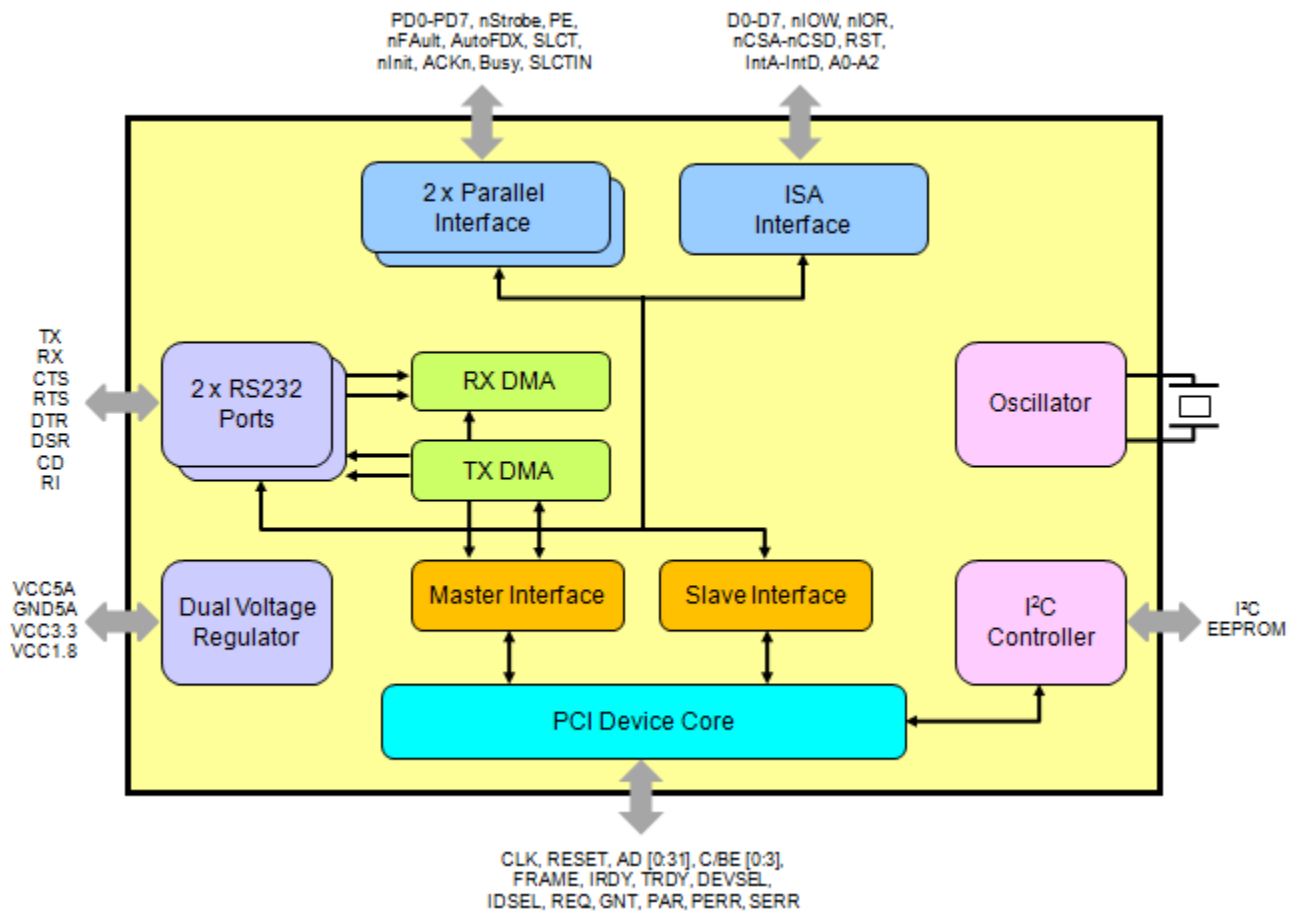 PD0-PD7, nStrobe, PE,
nFAult, AutoFDX, SLCT,
nInit, ACKn, Busy, SLCTIN
D0-D7, nIOW, nIOR,
nCSA-nCSD, RST,
IntA-IntD, A0-A2
2 x Parallel
Interface
ISA
Interface
TX
RX
CTS
RTS
DTR
DSR
CD
RI
2 x RS232
Ports
RX DMA
TX DMA
Oscillator
VCC5A
GND5A
VCC3.3
VCC1.8
Dual Voltage
Regulator
Master Interface
Slave Interface
I²C
Controller
I²C
EEPROM
PCI Device Core
CLK, RESET, AD [0:31], C/BE [0:3],
FRAME, IRDY, TRDY, DEVSEL,
IDSEL, REQ, GNT, PAR, PERR, SERR